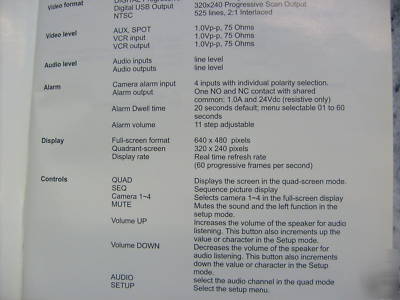 DIGITAL Progressive 320x240 Progressive Scan Output
Video format Digital USB Output 525 lines, 2:1 Interlaced
NTSC
Video level AUX, SPOT 1.0Vp-p, 75 Ohms
VCR input 1.0Vp-p, 75 Ohms
VCR output 1.0Vp-p, 75 Ohms
Audio level Audio inputs line level
Audio outputs line level
Alarm Camera alarm input 4 inputs with individual polarity selection.
Alarm output One NO and NC contact with shared
common: 1.0A and 24Vdc (resistive only)
Alarm Dwell time 20 seconds default; menu selectable 01 to 60
seconds
Alarm volume 11 step adjustable
Display Full-screen format 640 x 480 pixels
Quadrant-screen 320 x 240 pixels
Display rate Real time refresh rate
(60 progressive frames per second)
Controls QUAD Displays the screen in the quad-screen mode.
SEQ Sequence picture display
Camera 1~4 Selects camera 1~4 in the full-screen display
MUTE Mutes the sound and the left function in the
setup mode.
Volume UP Increases the volume of the speaker for audio
listening. This button also increments up the
value or character in the Setup mode.
Volume DOWN Decreases the volume of the speaker for
audio listening. This button also increments
down the value or character in the Setup
mode.
AUDIO select the audio channel in the quad mode
SETUP Select the setup menu.